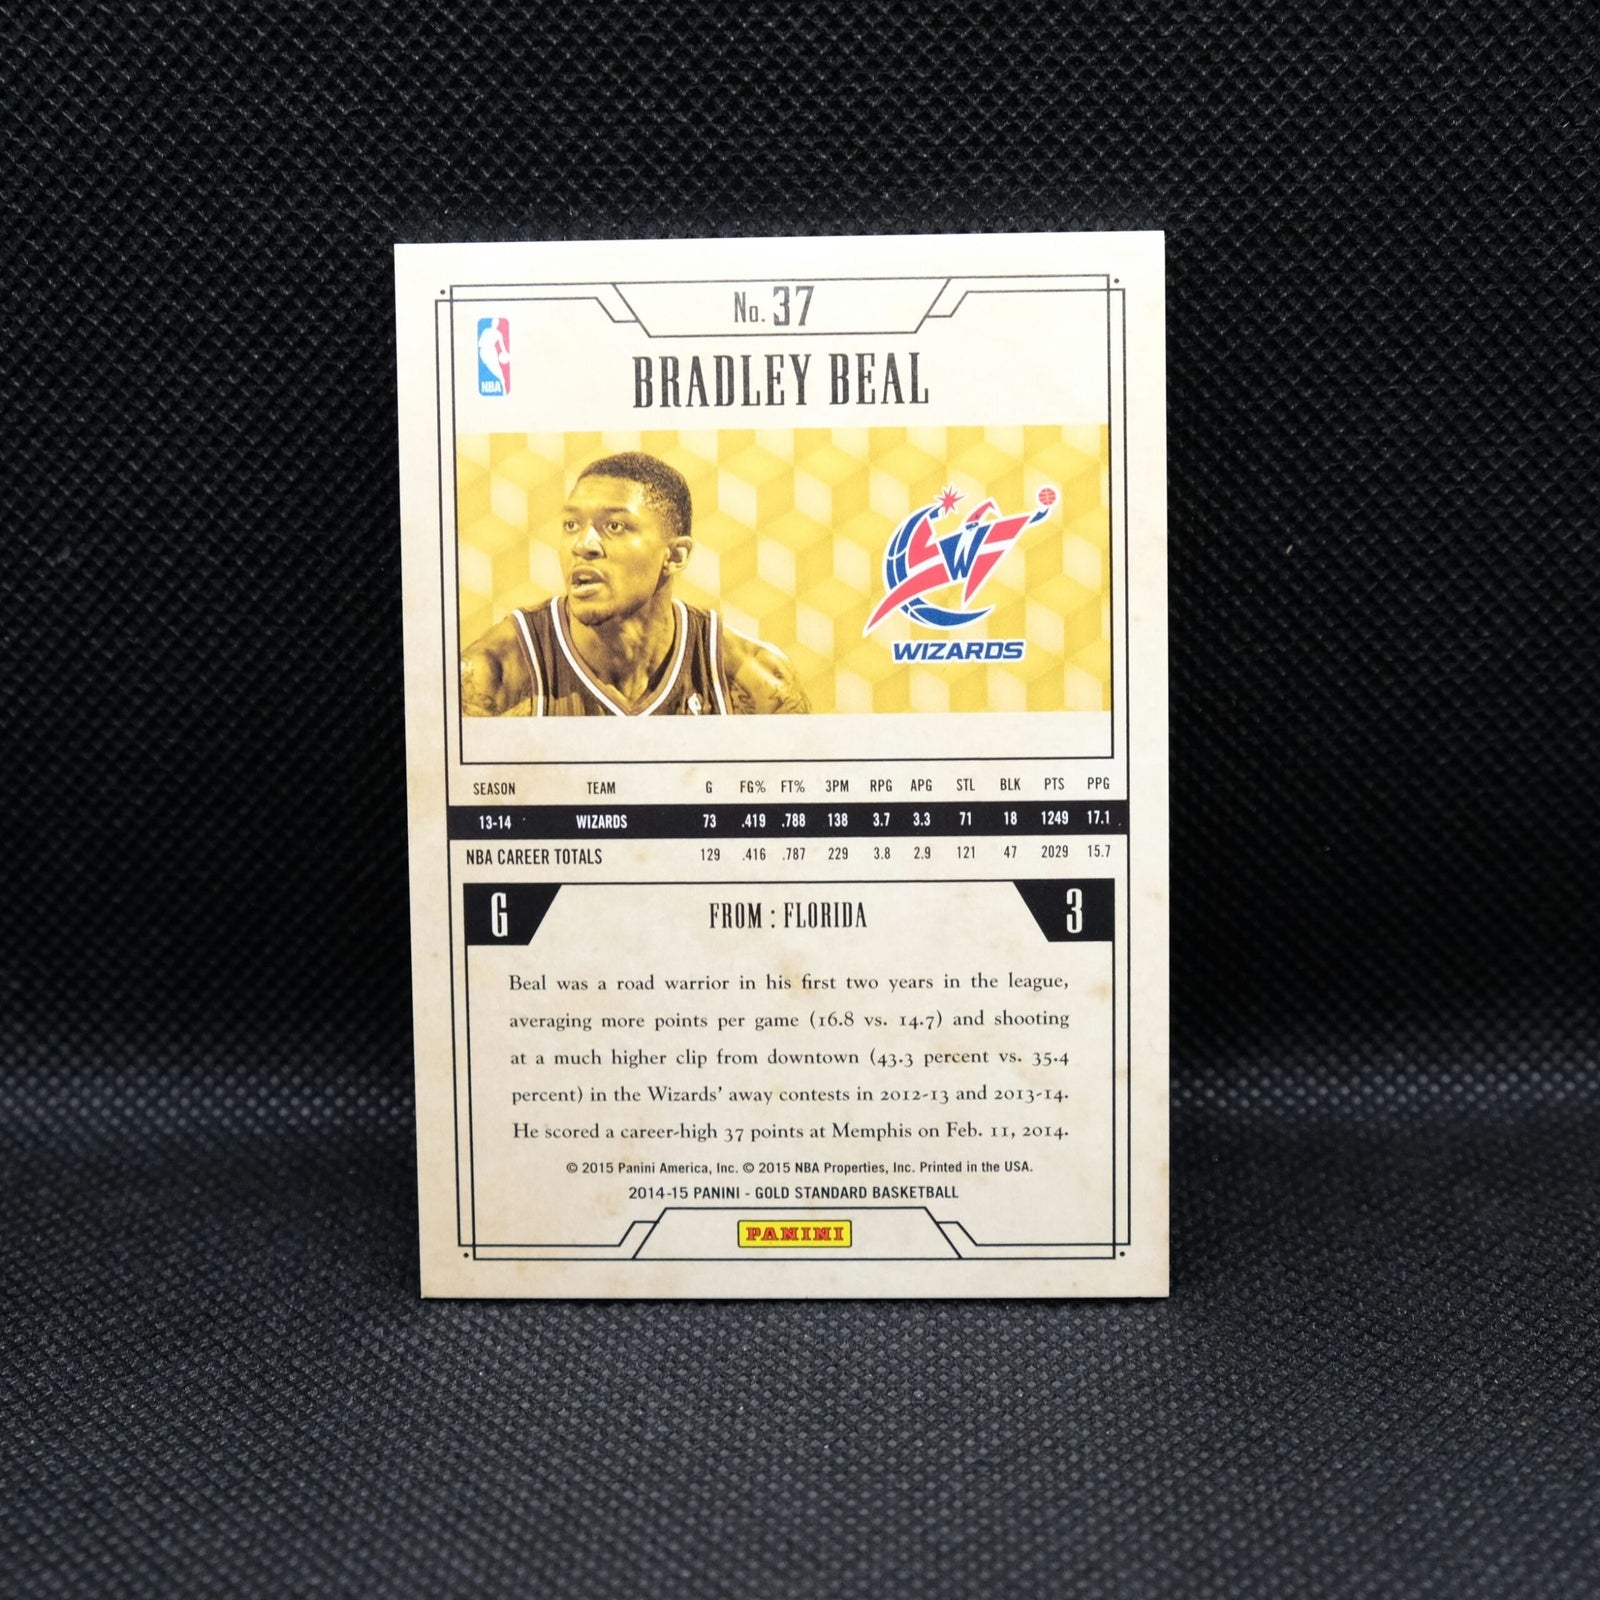 No. 37
NBA
BRADLEY BEAL
W
WIZARDS
SEASON TEAM G FG% FT% 3PM RPG APG STL BLK PTS PPG
13-14 WIZARDS 73 .419 .788 138 3.7 3.3 71 18 1249 17.1
NBA CAREER TOTALS 129 .416 .787 229 3.8 2.9 121 47 2029 15.7
G FROM : FLORIDA 3
Beal was a road warrior in his first two years in the league,
averaging more points per game (16.8 vs. 14.7) and shooting
at a much higher clip from downtown (43.3 percent vs. 35.4
percent) in the Wizards' away contests in 2012-13 and 2013-14.
He scored a career-high 37 points at Memphis on Feb. 11, 2014.
© 2015 Panini America, Inc. © 2015 NBA Properties, Inc. Printed in the USA.
2014-15 PANINI - GOLD STANDARD BASKETBALL
PANINI